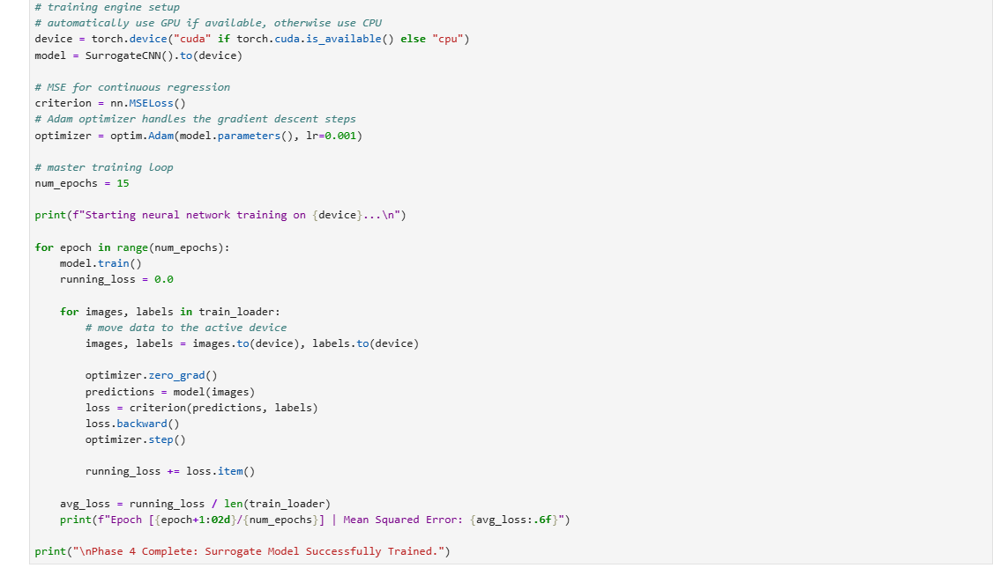 # training engine setup
# automatically use GPU if available, otherwise use CPU
device = torch.device("cuda" if torch.cuda.is_available() else "cpu")
model = SurrogateCNN().to(device)

# MSE for continuous regression
criterion = nn.MSELoss()
# Adam optimizer handles the gradient descent steps
optimizer = optim.Adam(model.parameters(), lr=0.001)

# master training loop
num_epochs = 15

print(f"Starting neural network training on {device}...\n")

for epoch in range(num_epochs):
    model.train()
    running_loss = 0.0

    for images, labels in train_loader:
        # move data to the active device
        images, labels = images.to(device), labels.to(device)

        optimizer.zero_grad()
        predictions = model(images)
        loss = criterion(predictions, labels)
        loss.backward()
        optimizer.step()

        running_loss += loss.item()

    avg_loss = running_loss / len(train_loader)
    print(f"Epoch [{epoch+1:02d}/{num_epochs}] | Mean Squared Error: {avg_loss:.6f}")

print("\nPhase 4 Complete: Surrogate Model Successfully Trained.")